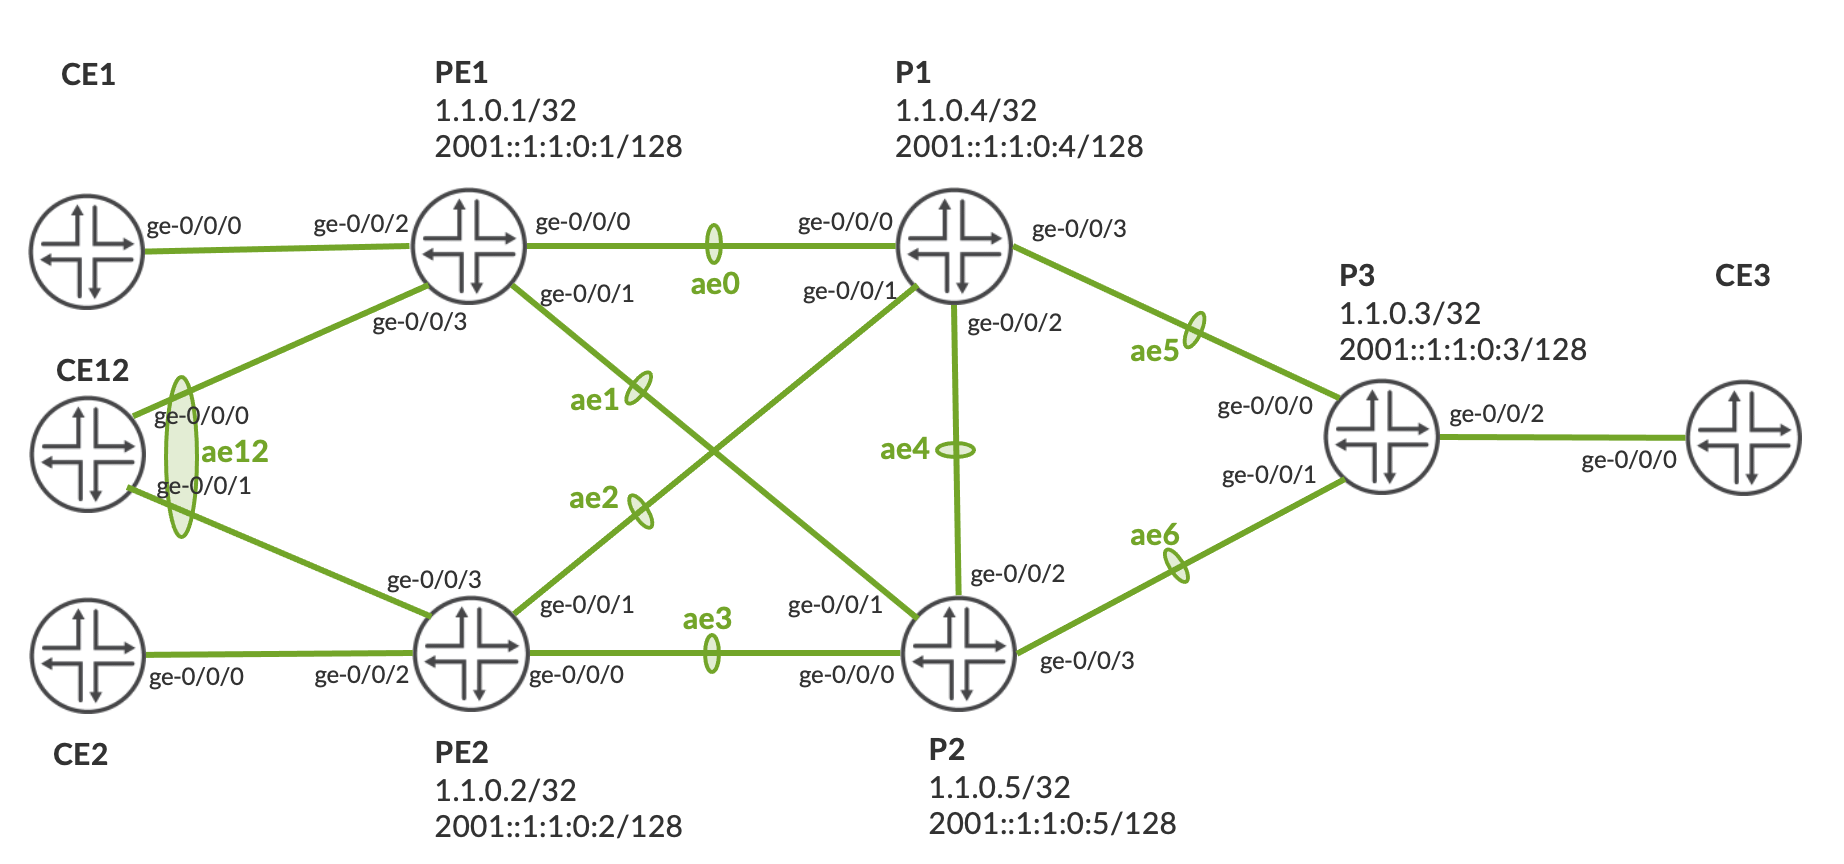 CE1
PE1
1.1.0.1/32
2001::1:1:0:1/128
P1
1.1.0.4/32
2001::1:1:0:4/128
ge-0/0/0
ge-0/0/2
ge-0/0/0
ge-0/0/0
ge-0/0/3
ae0
ge-0/0/1
ge-0/0/1
ge-0/0/3
ge-0/0/2
P3
1.1.0.3/32
2001::1:1:0:3/128
CE3
ae5
CE12
ae1
ge-0/0/0
ge-0/0/0
ge-0/0/2
ae12
ae4
ge-0/0/0
ge-0/0/1
ge-0/0/1
ae2
ae6
ge-0/0/3
ge-0/0/2
ge-0/0/1
ge-0/0/1
ae3
ge-0/0/0
ge-0/0/2
ge-0/0/0
ge-0/0/0
ge-0/0/3
CE2
PE2
1.1.0.2/32
2001::1:1:0:2/128
P2
1.1.0.5/32
2001::1:1:0:5/128